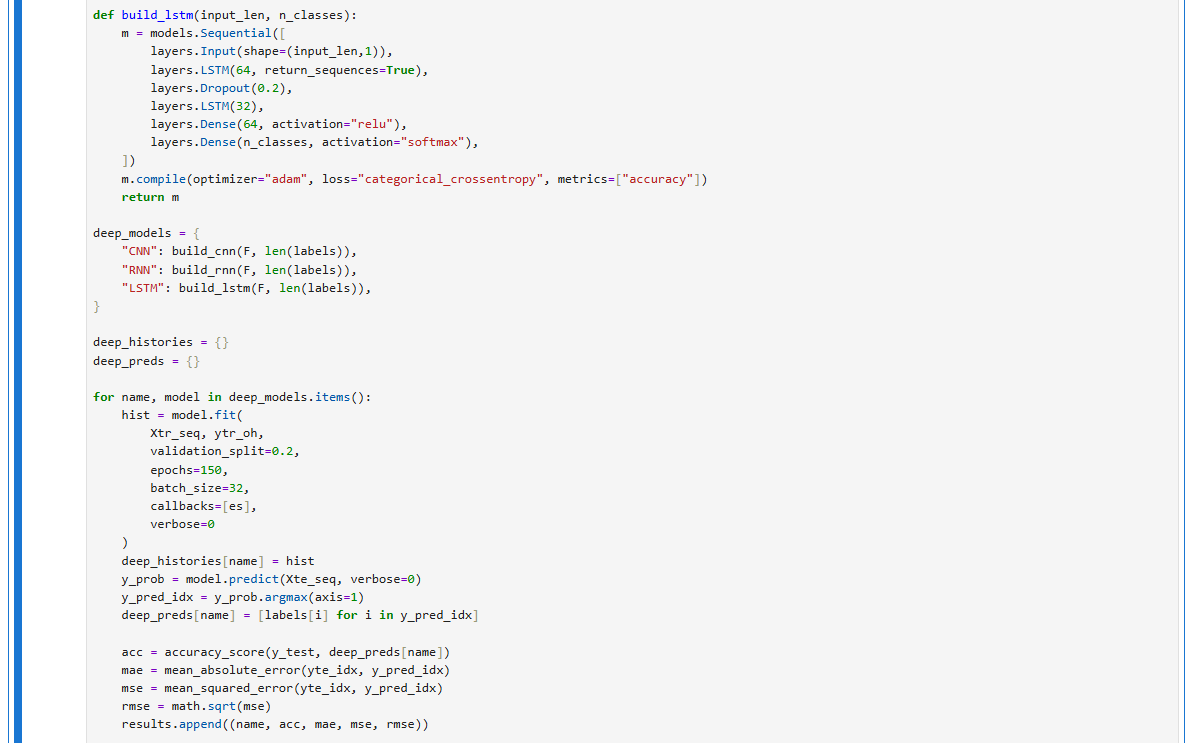 def build_lstm(input_len, n_classes):
    m = models.Sequential([
        layers.Input(shape=(input_len,1)),
        layers.LSTM(64, return_sequences=True),
        layers.Dropout(0.2),
        layers.LSTM(32),
        layers.Dense(64, activation="relu"),
        layers.Dense(n_classes, activation="softmax"),
    ])
    m.compile(optimizer="adam", loss="categorical_crossentropy", metrics=["accuracy"])
    return m

deep_models = {
    "CNN": build_cnn(F, len(labels)),
    "RNN": build_rnn(F, len(labels)),
    "LSTM": build_lstm(F, len(labels)),
}

deep_histories = {}
deep_preds = {}

for name, model in deep_models.items():
    hist = model.fit(
        Xtr_seq, ytr_oh,
        validation_split=0.2,
        epochs=150,
        batch_size=32,
        callbacks=[es],
        verbose=0
    )
    deep_histories[name] = hist
    y_prob = model.predict(Xte_seq, verbose=0)
    y_pred_idx = y_prob.argmax(axis=1)
    deep_preds[name] = [labels[i] for i in y_pred_idx]

    acc = accuracy_score(y_test, deep_preds[name])
    mae = mean_absolute_error(yte_idx, y_pred_idx)
    mse = mean_squared_error(yte_idx, y_pred_idx)
    rmse = math.sqrt(mse)
    results.append((name, acc, mae, mse, rmse))